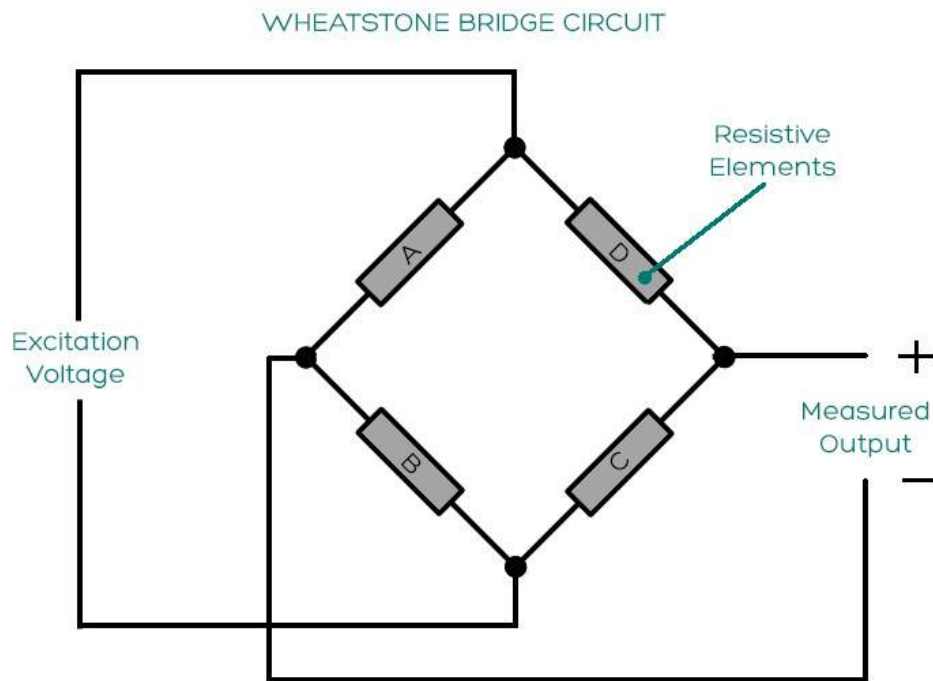 WHEATSTONE BRIDGE CIRCUIT
Resistive
Elements
A
D
Excitation
Voltage
+
Measured
Output
B
C
−